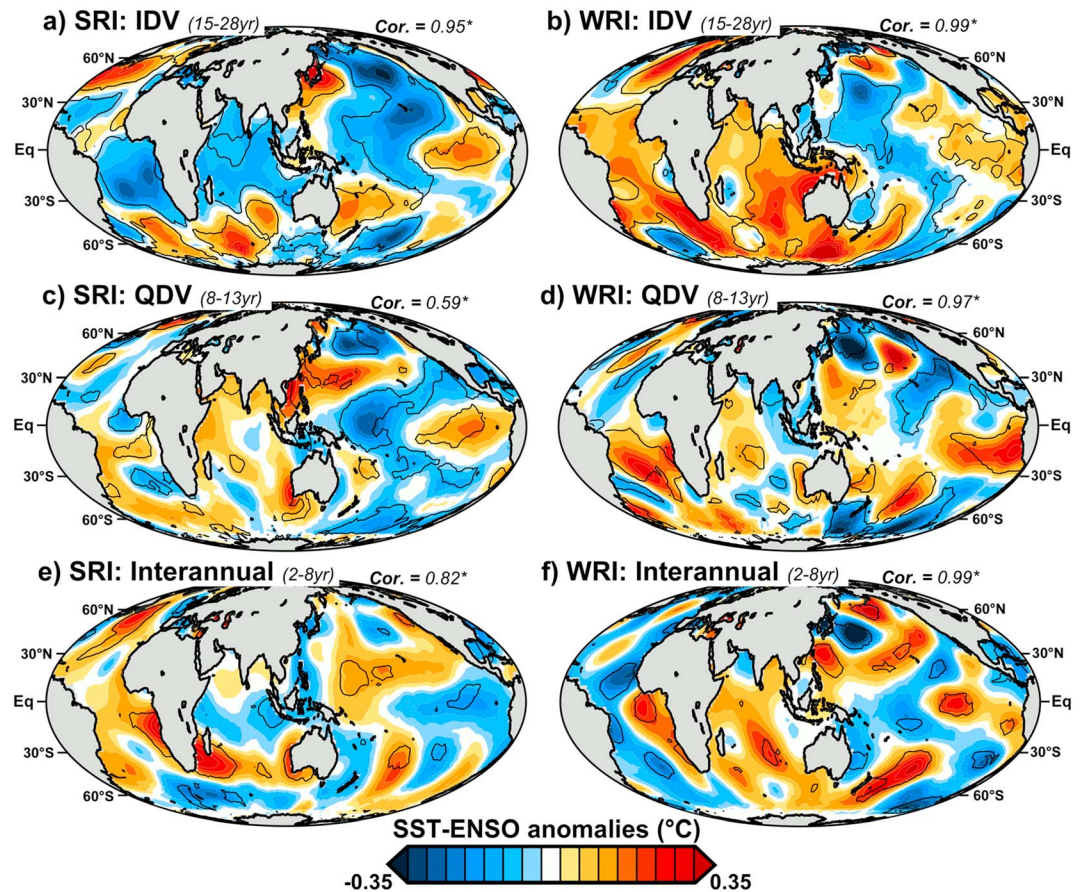 a) SRI: IDV (15-28yr) Cor. = 0.95*
b) WRI: IDV (15-28yr) Cor. = 0.99*
60°N
30°N
Eq
30°S
60°S
60°N
30°N
Eq
30°S
60°S
c) SRI: QDV (8-13yr) Cor. = 0.59*
d) WRI: QDV (8-13yr) Cor. = 0.97*
60°N
30°N
Eq
30°S
60°S
60°N
30°N
Eq
30°S
60°S
e) SRI: Interannual (2-8yr) Cor. = 0.82*
f) WRI: Interannual (2-8yr) Cor. = 0.99*
60°N
30°N
Eq
30°S
60°S
60°N
30°N
Eq
30°S
60°S
SST-ENSO anomalies (°C)
-0.35 0.35